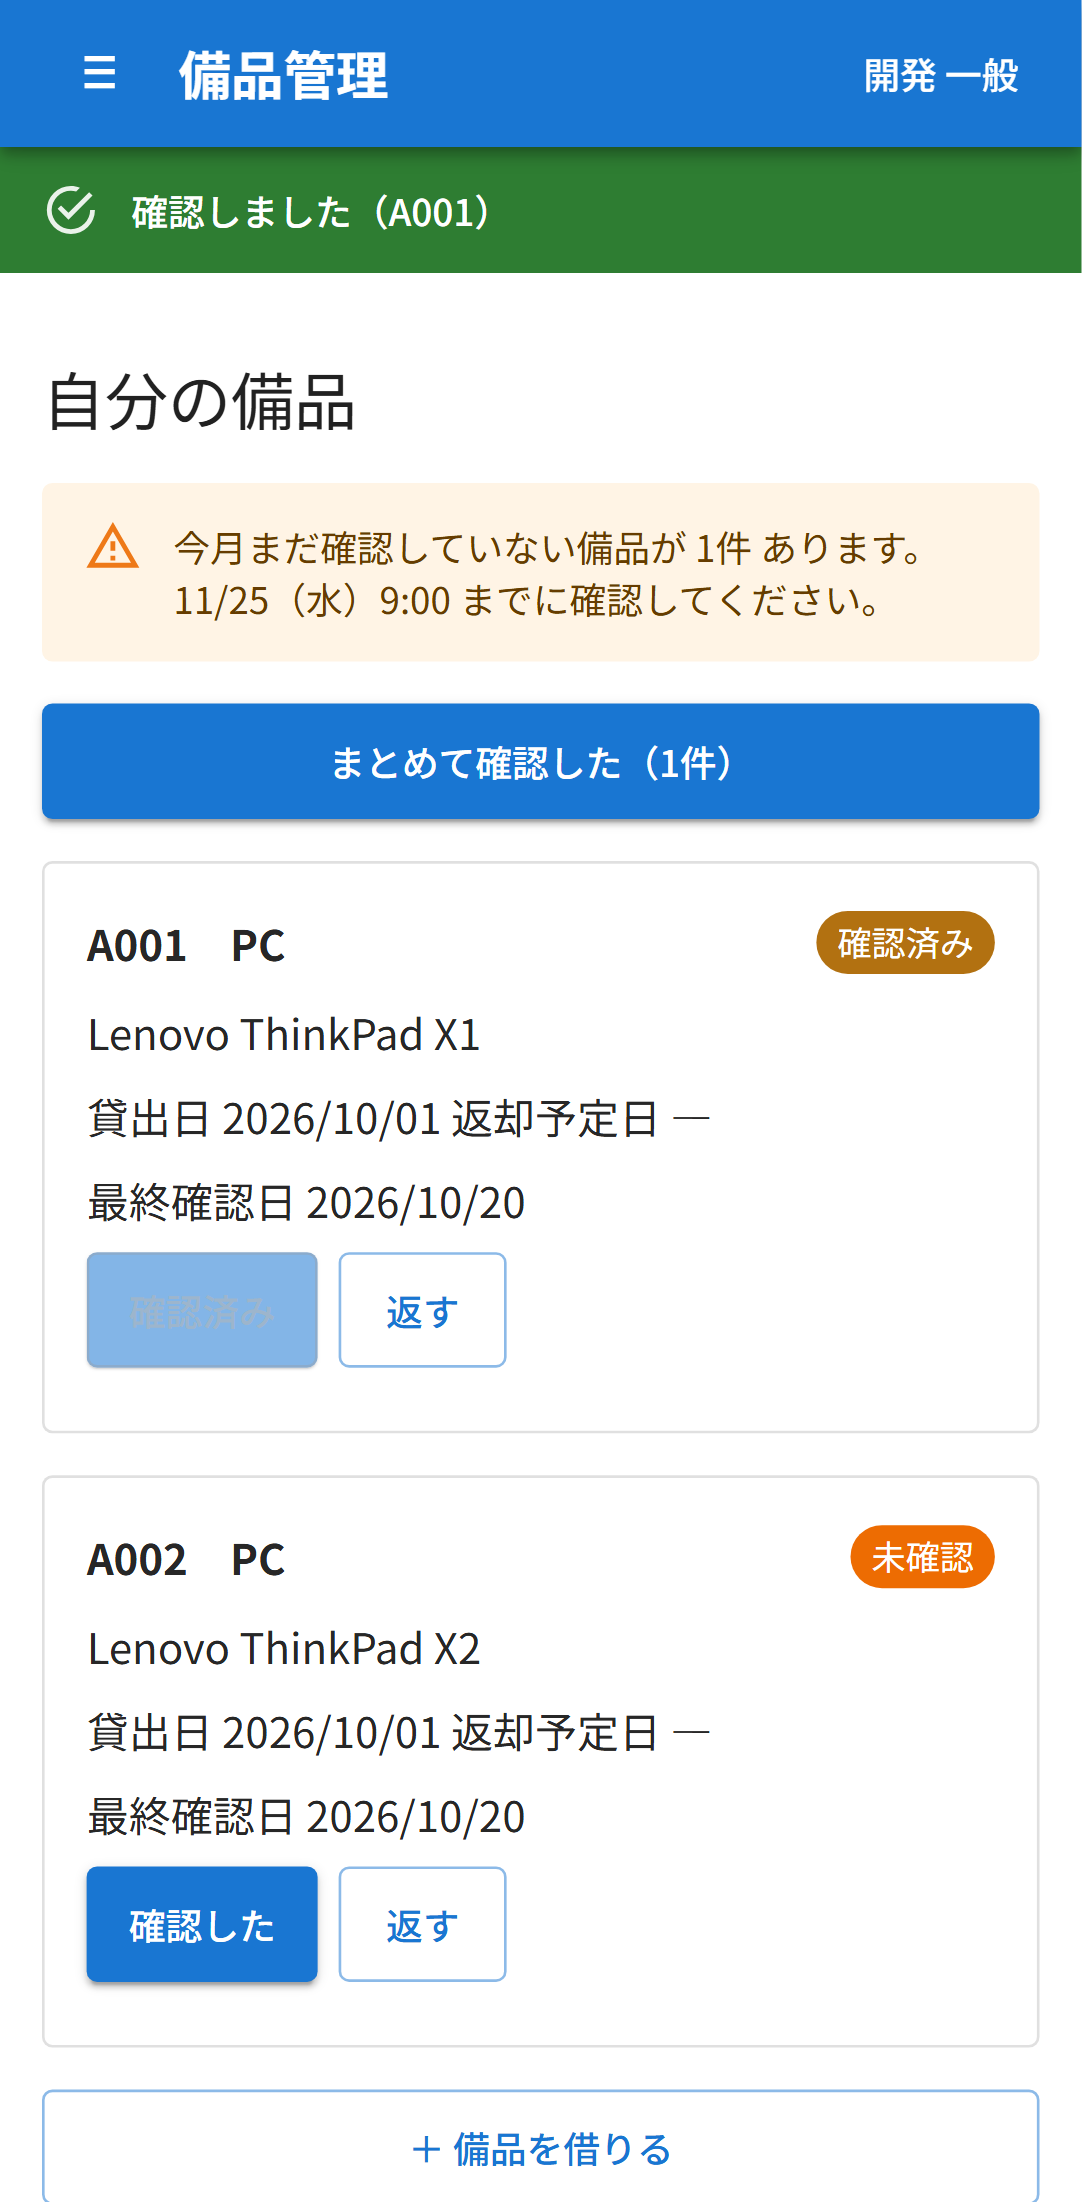 備品管理
開発 一般
確認しました（A001）
自分の備品
今月まだ確認していない備品が 1件 あります。
11/25（水）9:00 までに確認してください。
まとめて確認した（1件）
A001　PC
確認済み
Lenovo ThinkPad X1
貸出日 2026/10/01 返却予定日 —
最終確認日 2026/10/20
確認済み
返す
A002　PC
未確認
Lenovo ThinkPad X2
貸出日 2026/10/01 返却予定日 —
最終確認日 2026/10/20
確認した
返す
＋ 備品を借りる